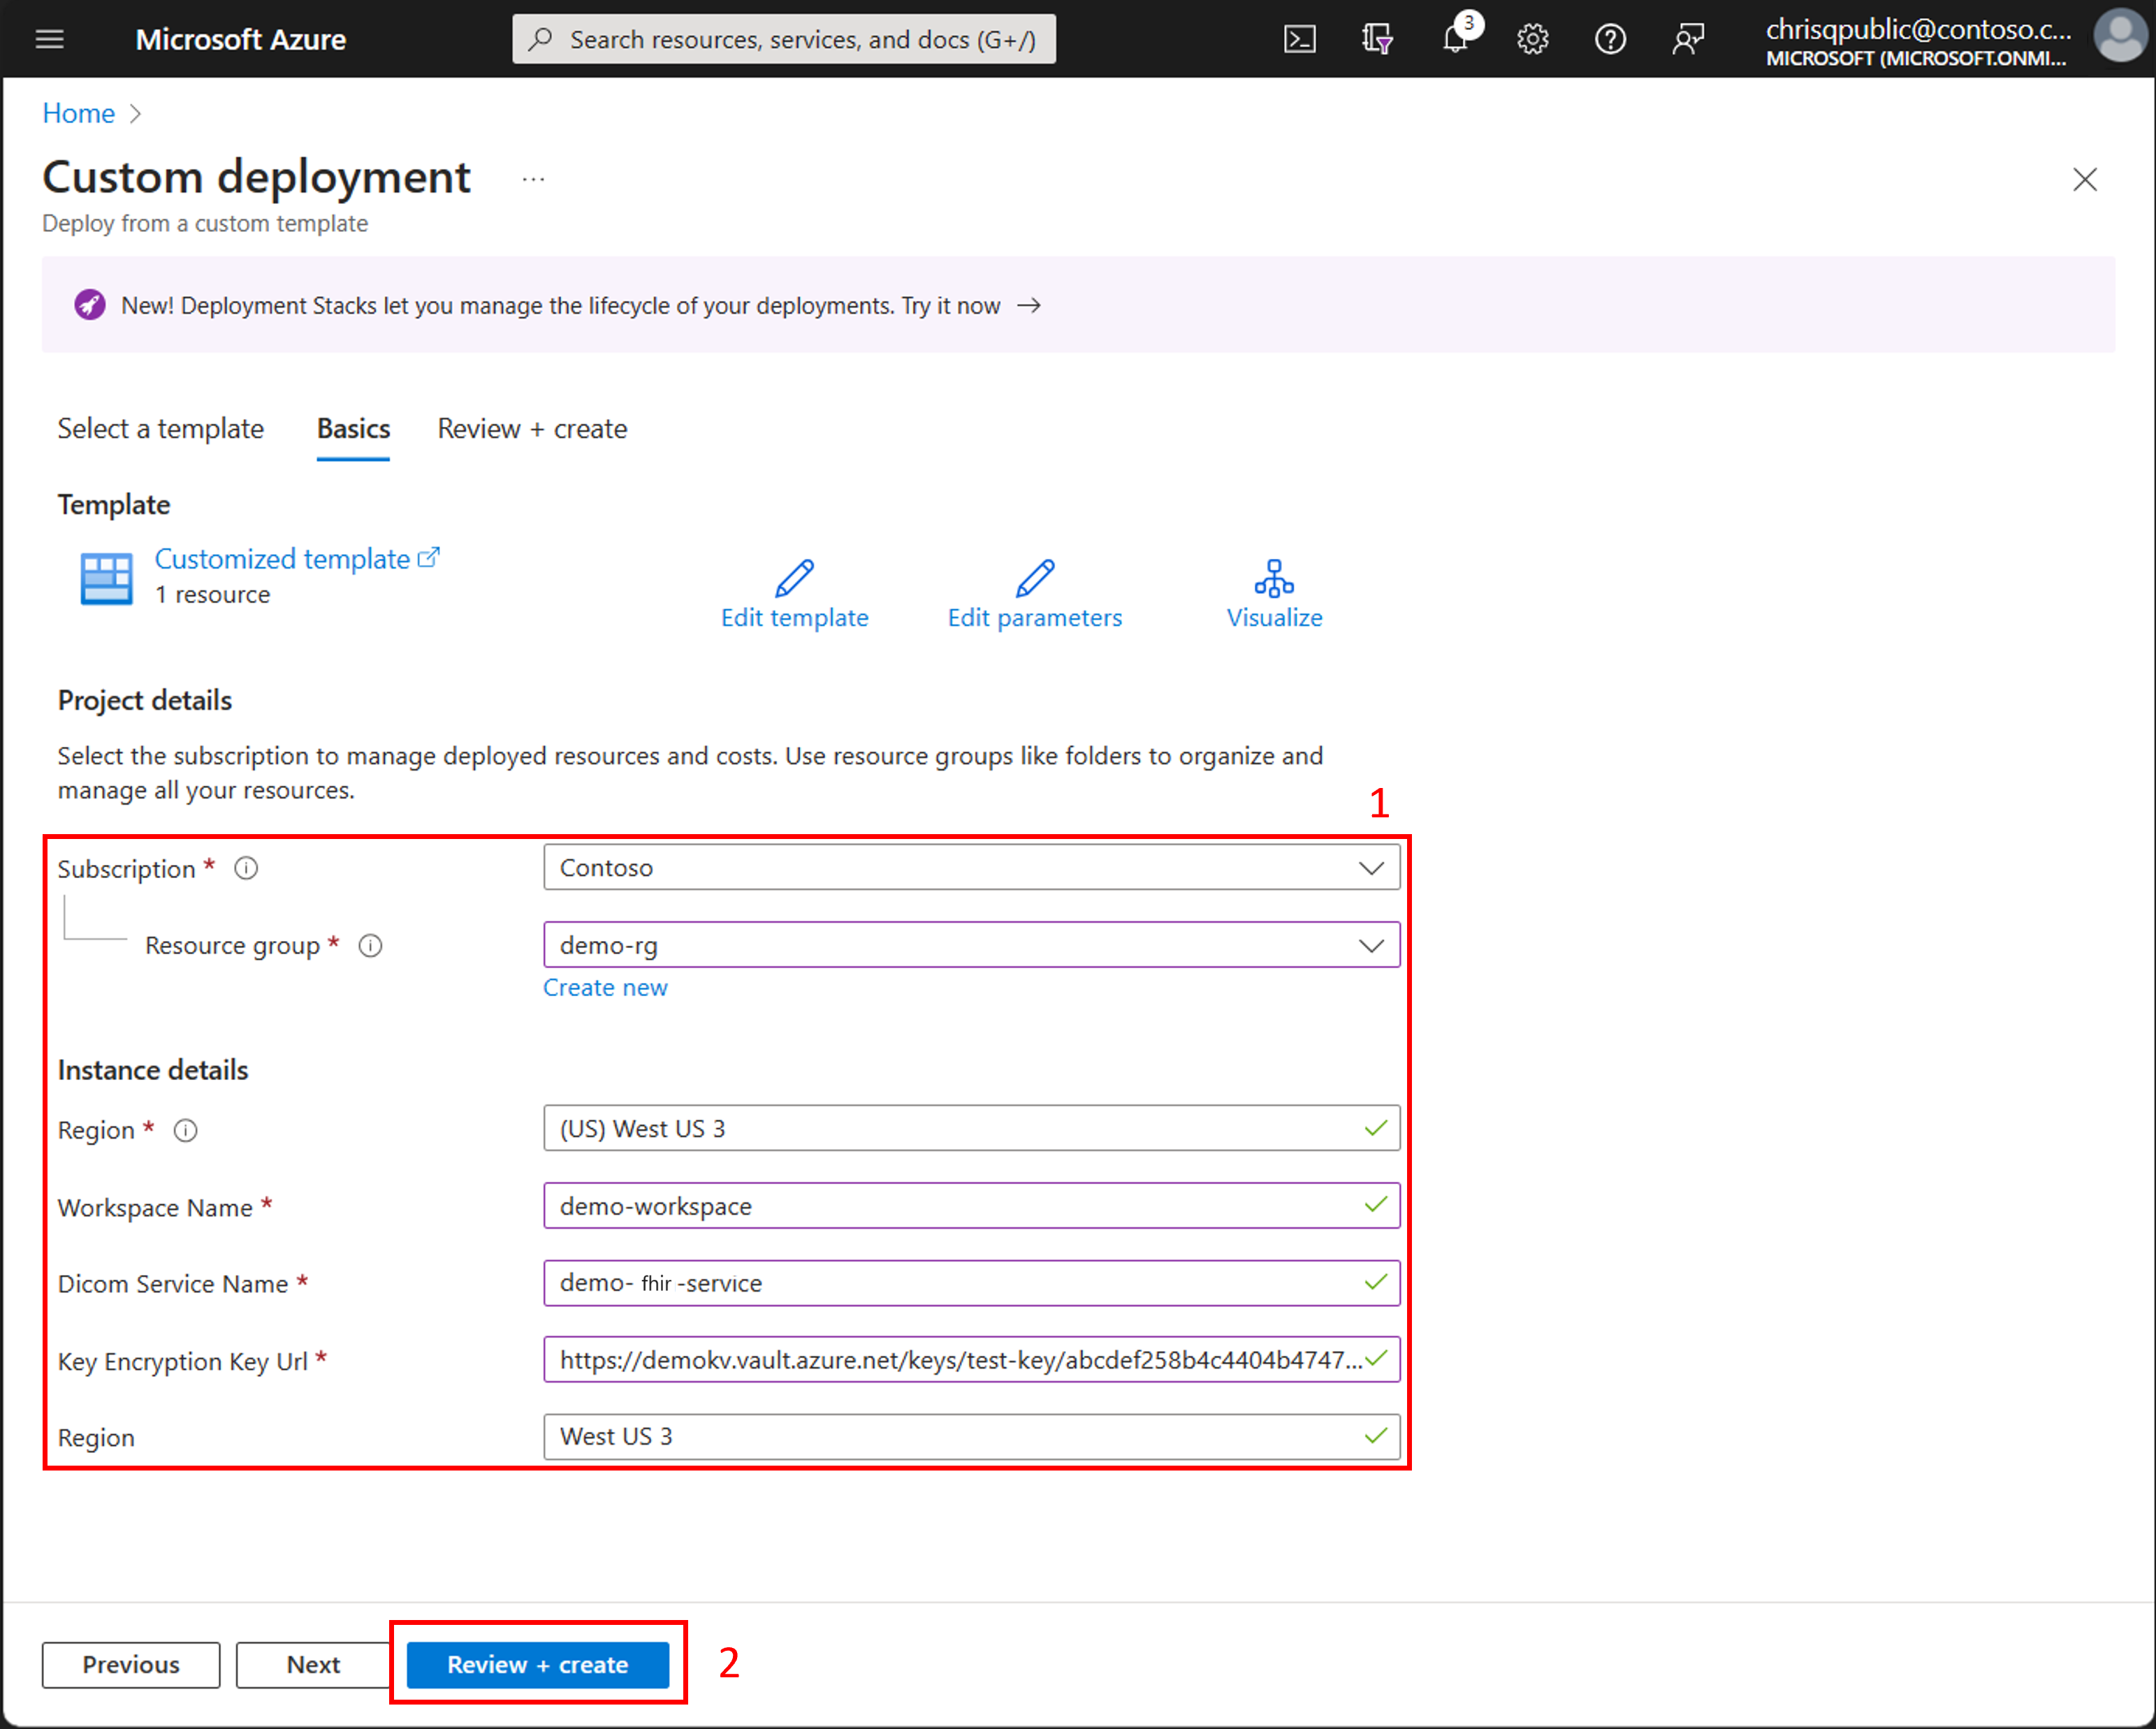 Microsoft Azure
Search resources, services, and docs (G+/)
3
chrisqpublic@contoso.c...
MICROSOFT (MICROSOFT.ONMI...
Home
Custom deployment ...
Deploy from a custom template
New! Deployment Stacks let you manage the lifecycle of your deployments. Try it now →
Select a template Basics Review + create
Template
Customized template
1 resource
Edit template Edit parameters Visualize
Project details
Select the subscription to manage deployed resources and costs. Use resource groups like folders to organize and
manage all your resources.
1
Subscription * Contoso
Resource group * demo-rg
Create new
Instance details
Region * (US) West US 3
Workspace Name * demo-workspace
Dicom Service Name * demo- fhir -service
Key Encryption Key Url * https://demokv.vault.azure.net/keys/test-key/abcdef258b4c4404b4747...
Region West US 3
Previous Next Review + create 2